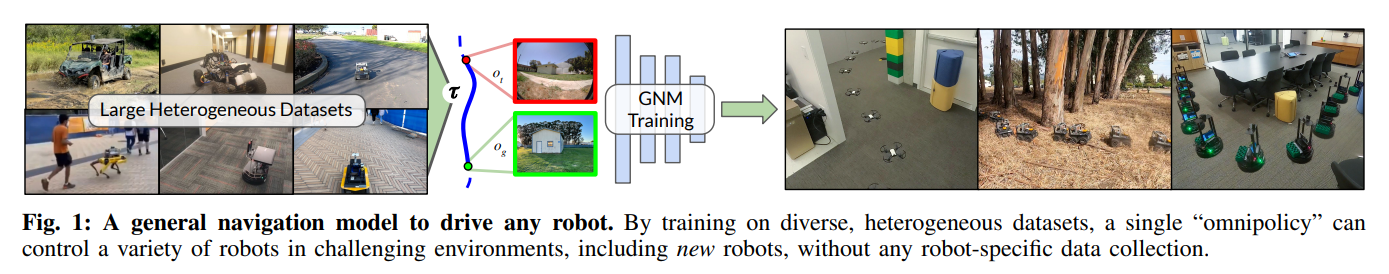 Large Heterogeneous Datasets
τ
o_t
o_g
GNM
Training
Fig. 1: A general navigation model to drive any robot. By training on diverse, heterogeneous datasets, a single “omnipolicy” can
control a variety of robots in challenging environments, including new robots, without any robot-specific data collection.